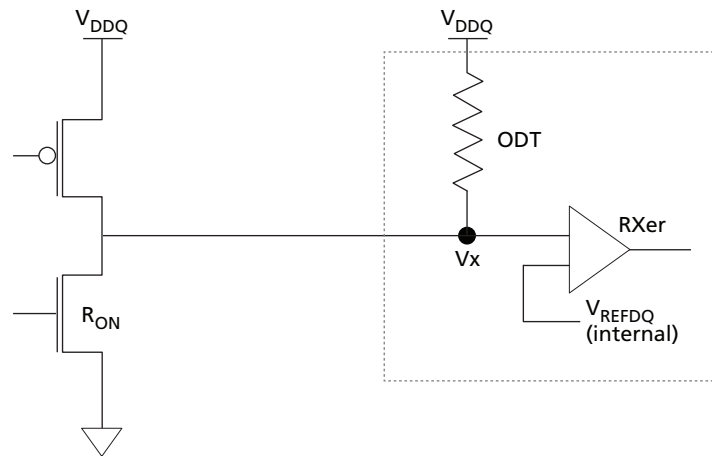 VDDQ
VDDQ
ODT
RXer
Vx
RON
VREFDQ
(internal)